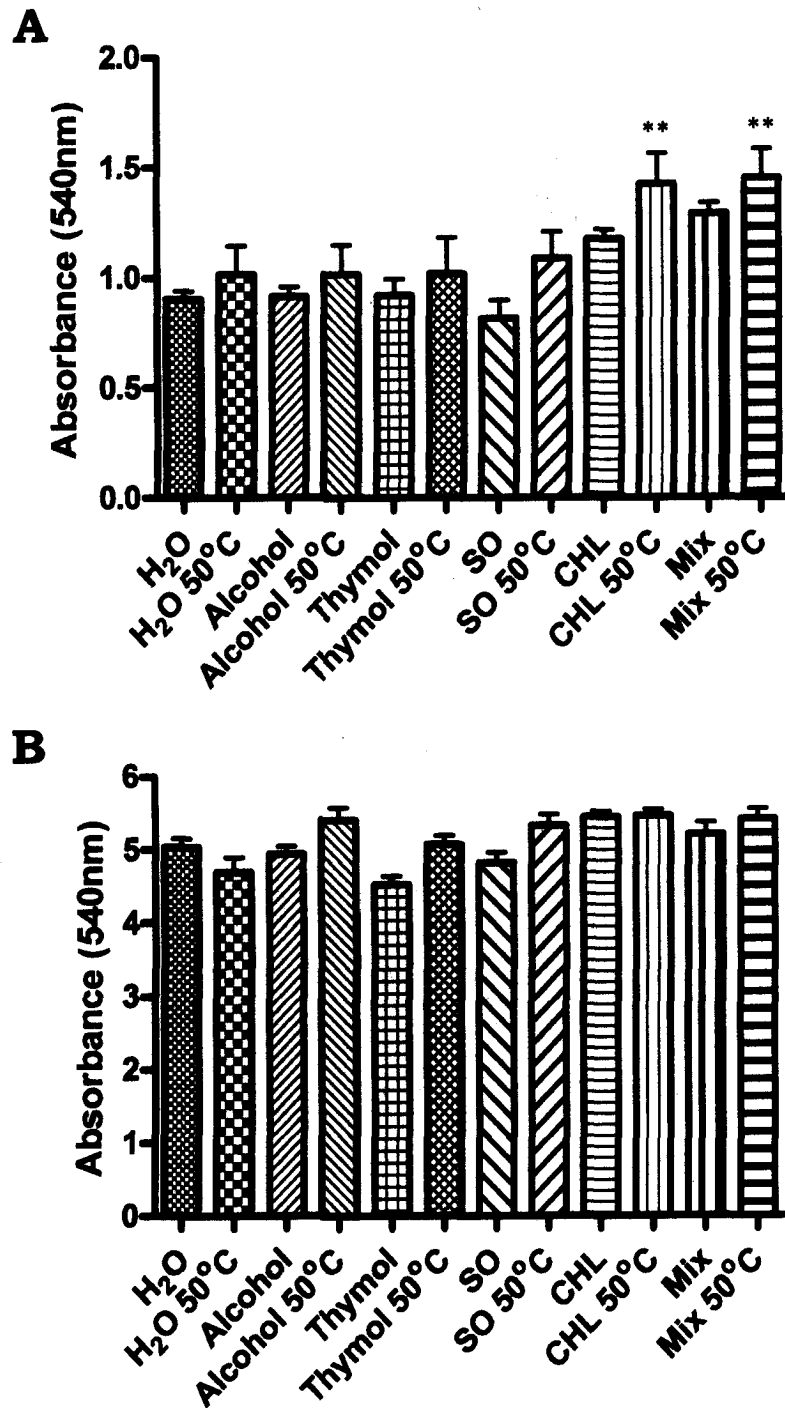 A
Absorbance (540nm)
2.0
1.5
1.0
0.5
0.0
**
**
H₂O
H₂O 50°C
Alcohol
Alcohol 50°C
Thymol
Thymol 50°C
SO
SO 50°C
CHL
CHL 50°C
Mix
Mix 50°C
B
Absorbance (540nm)
6
5
4
3
2
1
0
H₂O
H₂O 50°C
Alcohol
Alcohol 50°C
Thymol
Thymol 50°C
SO
SO 50°C
CHL
CHL 50°C
Mix
Mix 50°C